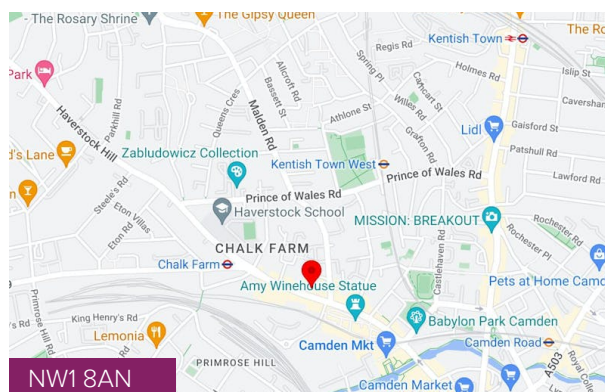 - The Rosary Shrine
The Gipsy Queen
Kentish Town
The Ro
Regis Rd
Holmes Rd
Islip St
Spring Pl
Park
Allcroft Rd
Bassett St
Queens Cres
Malden Rd
Parkhill Rd
Haverstock Hill
Athlone St
Willes Rd
Carncart St
Grafton Rd
Caversham
Lidl
Gaisford St
Patshull Rd
Lawford Rd
d's Lane
Zabludowicz Collection
Kentish Town West
Prince of Wales Rd
Prince of Wales Rd
Steele's Rd
Haverstock School
MISSION: BREAKOUT
Eton Villas
Eton Rd
Rochester Rd
Rochester Pl
CHALK FARM
Castlehaven Rd
Chalk Farm
Pets at Home Camd
Amy Winehouse Statue
Primrose Hill Rd
King Henry's Rd
Babylon Park Camden
Lemonia
Camden Mkt
Camden Road
PRIMROSE HILL
A503
Royal Colle
Camden Market
NW1 8AN